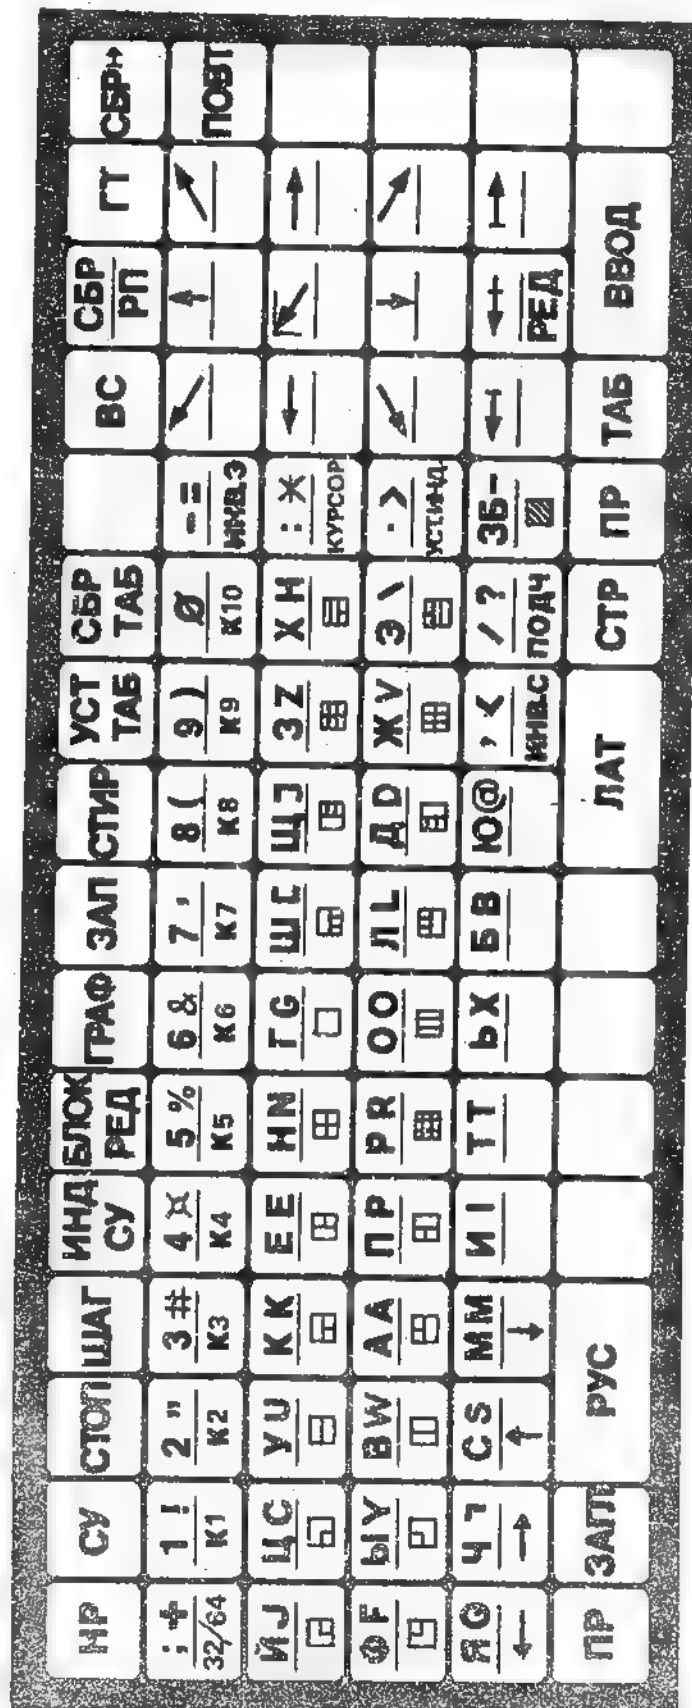 НР СУ СТОП ШАГ ИНД СУ БЛОК РЕД ГРАФ ЗАП СТИР УСТ ТАБ СБР ТАБ ВС СБР РП ГТ СБР↦
; + 1 ! 2 " 3 # 4 ¤ 5 % 6 & 7 ' 8 ( 9 ) Ø - = ↖ ↑ ↗ ПОВТ
32/64 К1 К2 К3 К4 К5 К6 К7 К8 К9 К10 ИНВ.Э
Й J Ц C У U К K Е E Н N Г G Ш [ Щ ] З Z Х H : * ← ↖ →
КУРСОР
Ф F Ы Y В W А A П P Р R О O Л L Д D Ж V Э \ . > ↙ ↓ ↘
УСТ.ИНД
Я Ч ¬ С S М M И I Т T Ь X Б B Ю @ , < / ? ЗБ -
← → ↑ ↓ ИНВ.С ПОДЧ РЕД
ПР ЗАП РУС ЛАТ СТР ПР ТАБ ВВОД